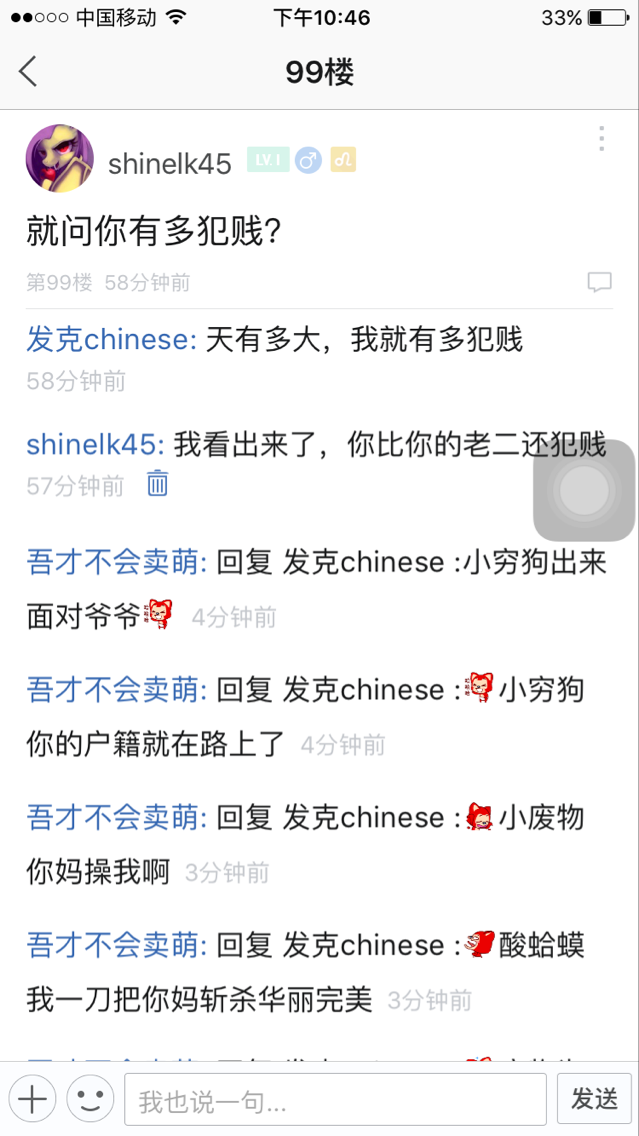 中国移动 下午10:46 33%
99楼
shinelk45 LV.1
就问你有多犯贱?
第99楼 58分钟前
发克chinese: 天有多大，我就有多犯贱
58分钟前
shinelk45: 我看出来了，你比你的老二还犯贱
57分钟前
吾才不会卖萌: 回复 发克chinese :小穷狗出来
面对爷爷 4分钟前
吾才不会卖萌: 回复 发克chinese :小穷狗
你的户籍就在路上了 4分钟前
吾才不会卖萌: 回复 发克chinese :小废物
你妈操我啊 3分钟前
吾才不会卖萌: 回复 发克chinese :酸蛤蟆
我一刀把你妈斩杀华丽完美 3分钟前
我也说一句... 发送